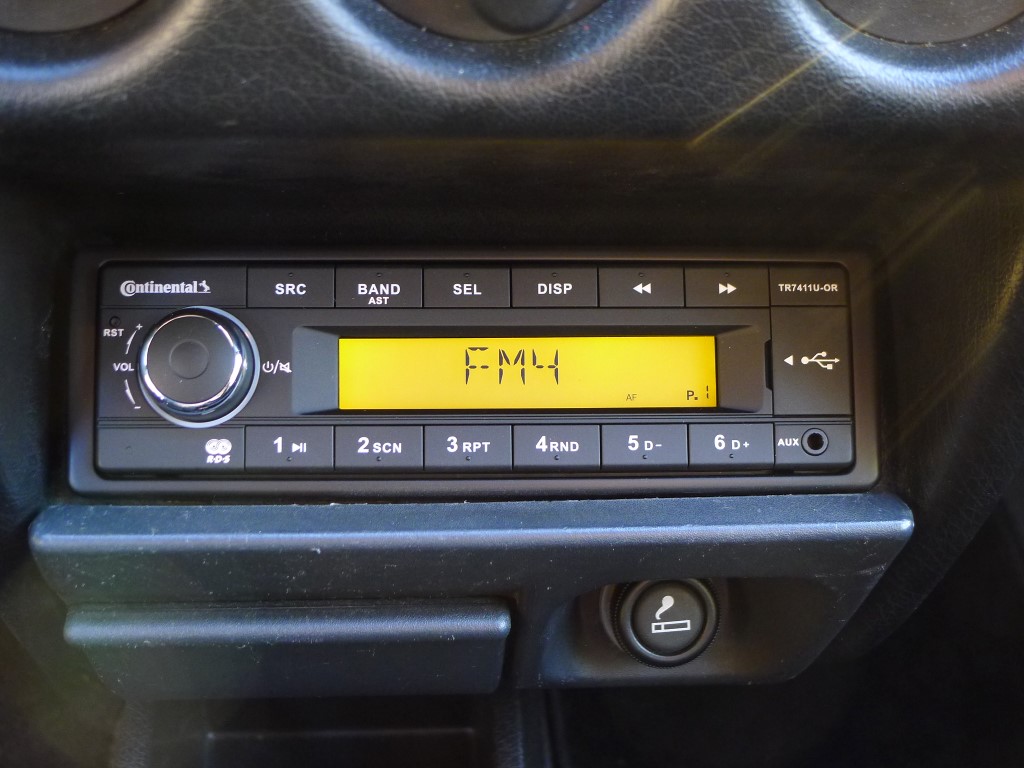 Continental
SRC
BAND
AST
SEL
DISP
TR7411U-OR
RST
VOL
+
-
FM4
AF
P. 1
RDS
1
2 SCN
3 RPT
4 RND
5 D-
6 D+
AUX